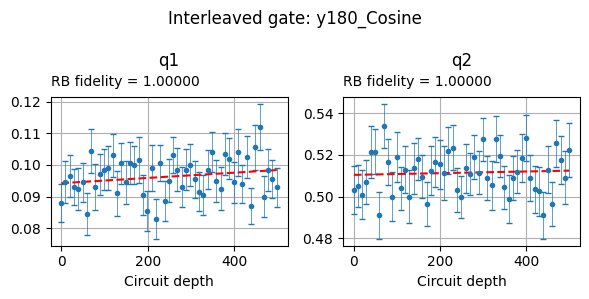 Interleaved gate: y180_Cosine
q1
RB fidelity = 1.00000
0.12
0.11
0.10
0.09
0.08
0
200
400
Circuit depth
q2
RB fidelity = 1.00000
0.54
0.52
0.50
0.48
0
200
400
Circuit depth